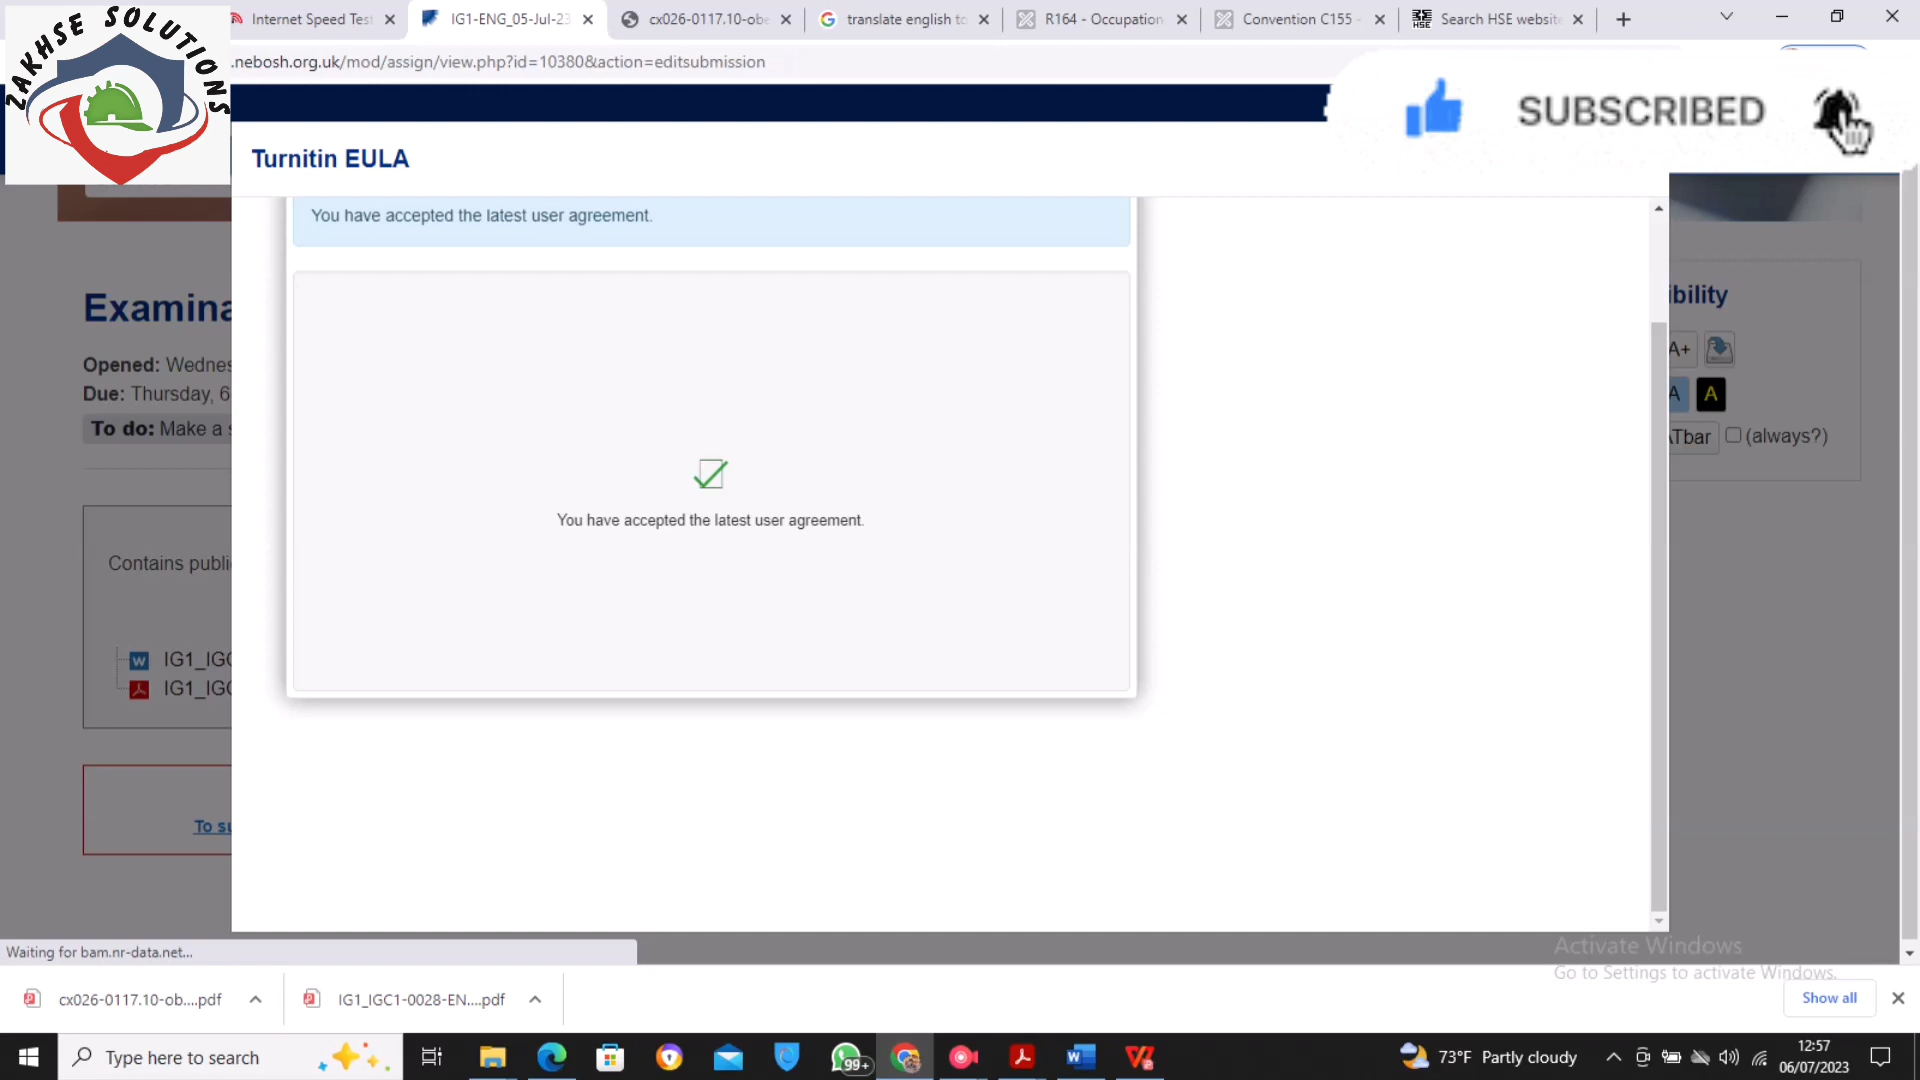 ZAKHSE SOLUTIONS
Internet Speed Test
IG1-ENG_05-Jul-23
cx026-0117.10-obe
translate english to
R164 - Occupation
Convention C155 -
Search HSE website
.nebosh.org.uk/mod/assign/view.php?id=10380&action=editsubmission
SUBSCRIBED
Turnitin EULA
You have accepted the latest user agreement.
Examina
ibility
Opened: Wednes
A+
Due: Thursday, 6
A
A
To do: Make a s
ATbar
(always?)
You have accepted the latest user agreement.
Contains publi
IG1_IGC
IG1_IGC
To su
Waiting for bam.nr-data.net...
Activate Windows
Go to Settings to activate Windows.
cx026-0117.10-ob....pdf
IG1_IGC1-0028-EN....pdf
Show all
Type here to search
99+
73°F Partly cloudy
12:57
06/07/2023